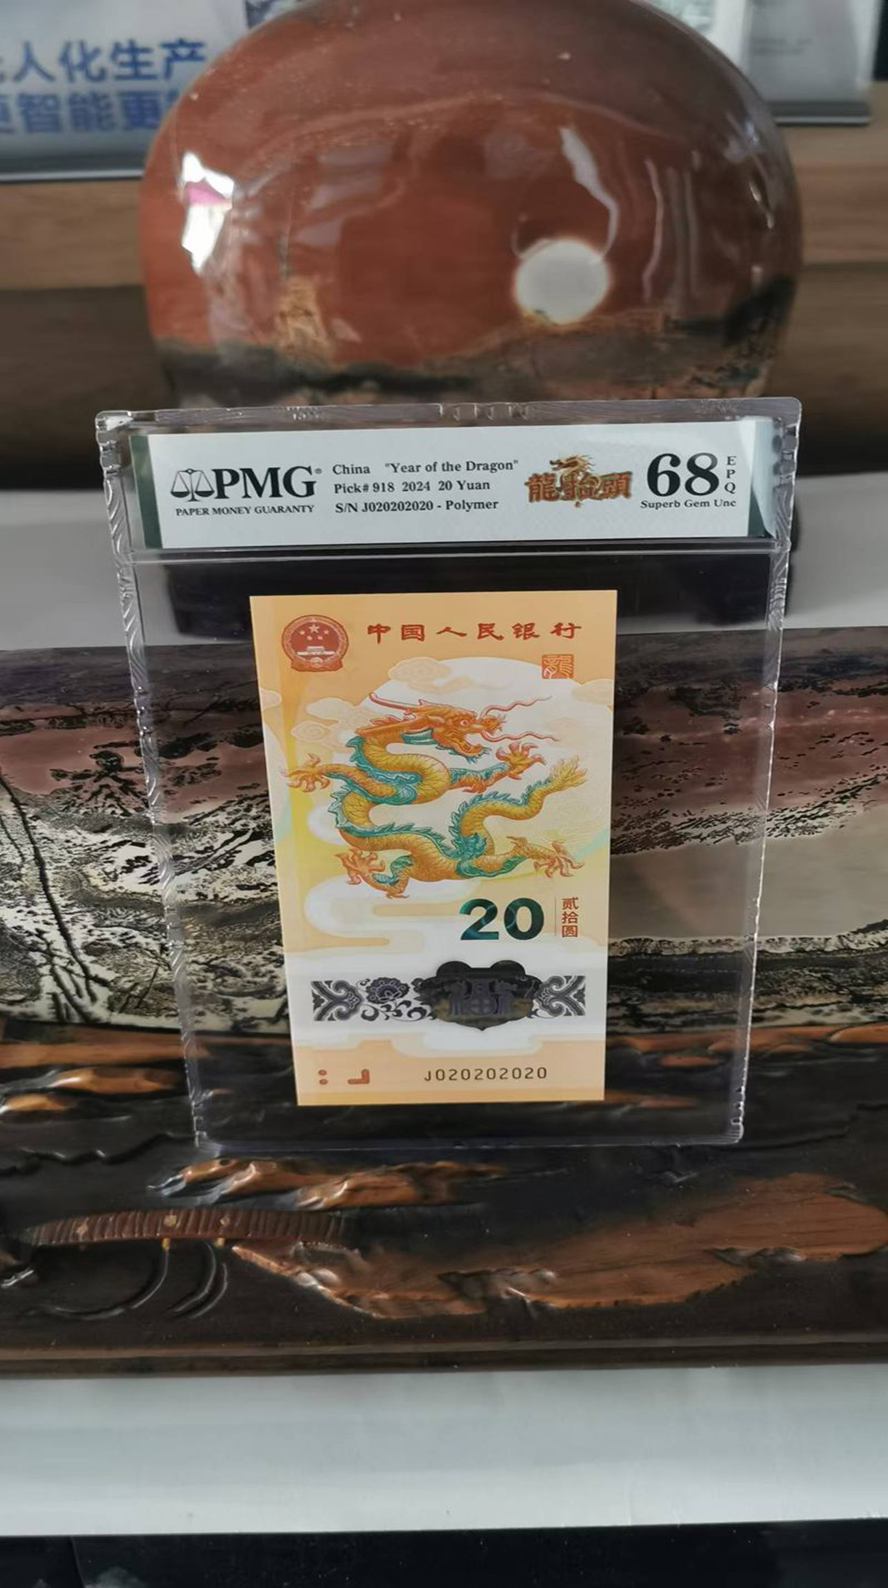 人化生产
智能更
PMG
PAPER MONEY GUARANTY
China "Year of the Dragon"
Pick# 918 2024 20 Yuan
S/N J020202020 - Polymer
龍抬頭
68 EPQ
Superb Gem Unc
中国人民银行
龍
20 贰拾圆
福
J020202020